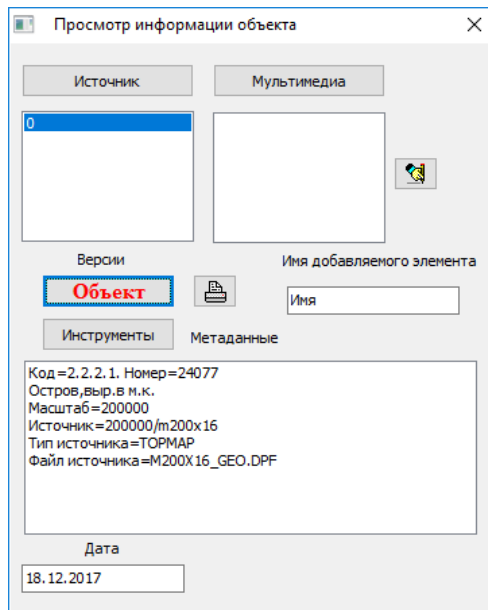 Просмотр информации объекта
Источник
Мультимедиа
0
Версии
Имя добавляемого элемента
Объект
Имя
Инструменты
Метаданные
Код=2.2.2.1. Номер=24077
Остров,выр.в м.к.
Масштаб=200000
Источник=200000/m200x16
Тип источника=TOPMAP
Файл источника=M200X16_GEO.DPF
Дата
18.12.2017